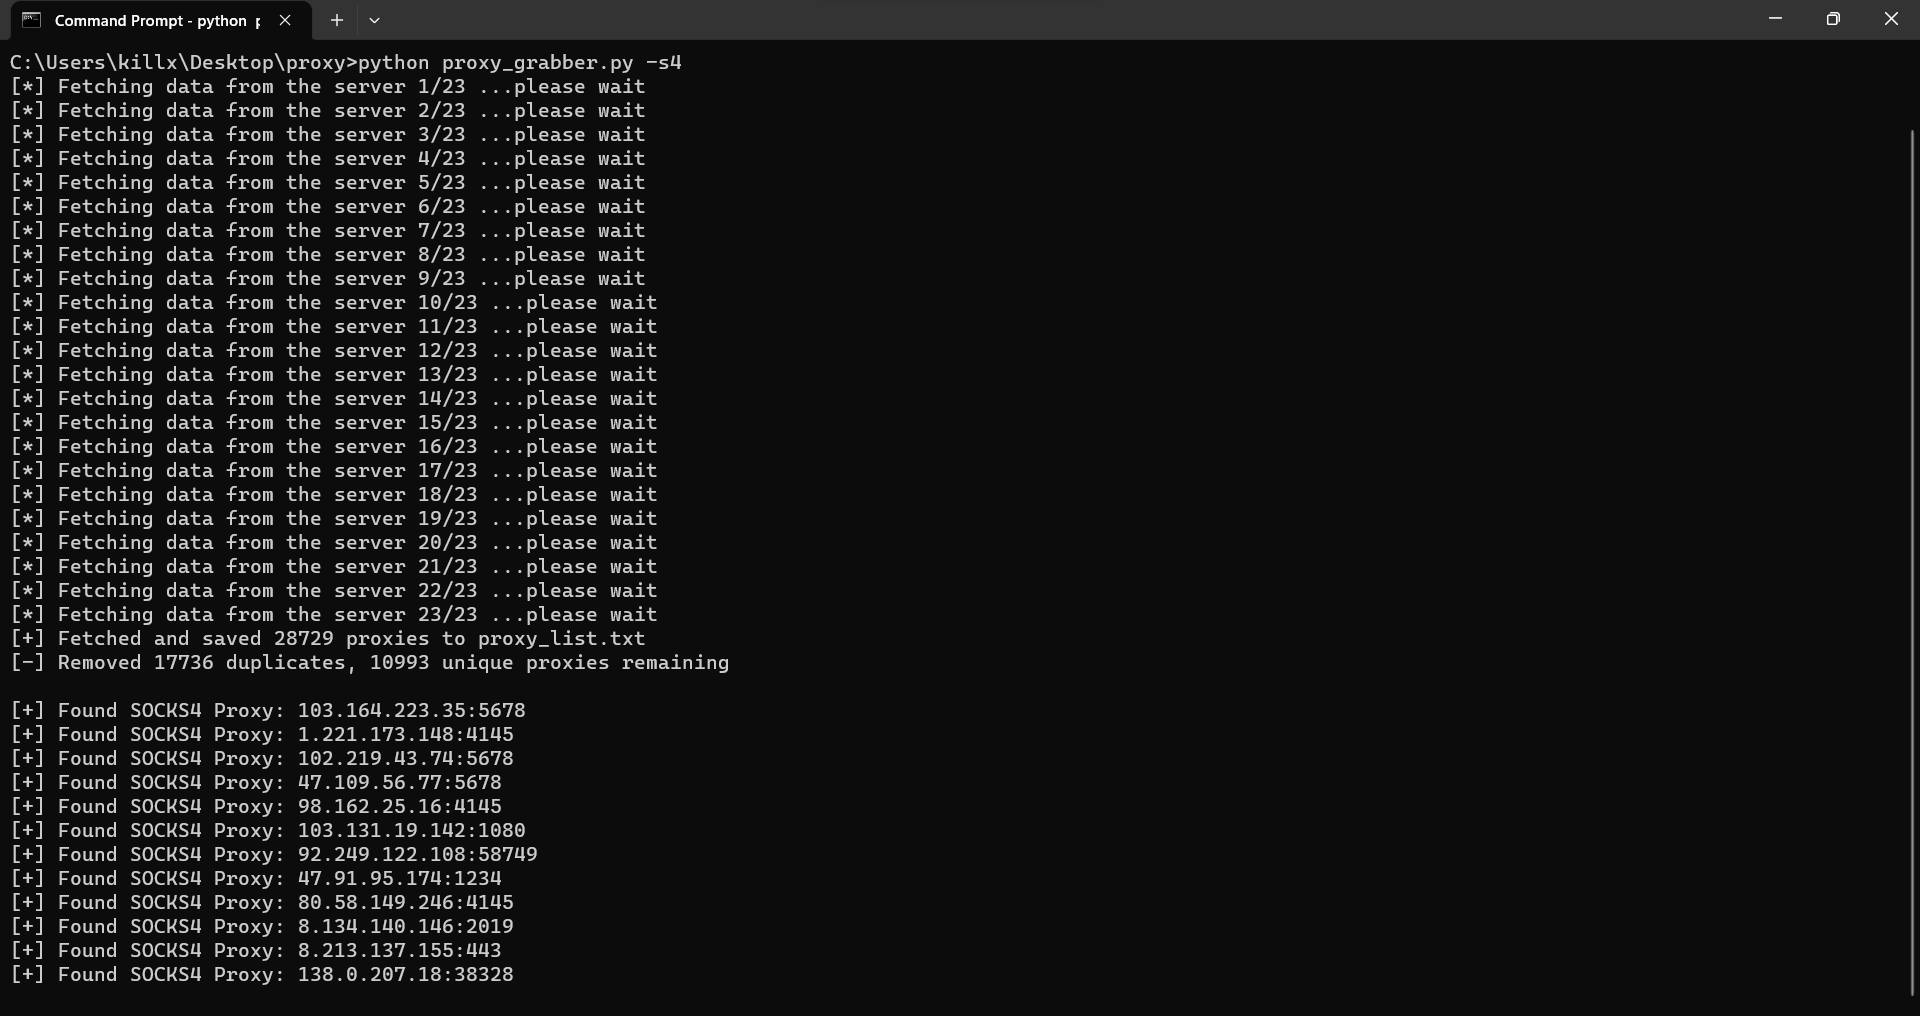 Command Prompt - python p
C:\Users\killx\Desktop\proxy>python proxy_grabber.py -s4
[*] Fetching data from the server 1/23 ...please wait
[*] Fetching data from the server 2/23 ...please wait
[*] Fetching data from the server 3/23 ...please wait
[*] Fetching data from the server 4/23 ...please wait
[*] Fetching data from the server 5/23 ...please wait
[*] Fetching data from the server 6/23 ...please wait
[*] Fetching data from the server 7/23 ...please wait
[*] Fetching data from the server 8/23 ...please wait
[*] Fetching data from the server 9/23 ...please wait
[*] Fetching data from the server 10/23 ...please wait
[*] Fetching data from the server 11/23 ...please wait
[*] Fetching data from the server 12/23 ...please wait
[*] Fetching data from the server 13/23 ...please wait
[*] Fetching data from the server 14/23 ...please wait
[*] Fetching data from the server 15/23 ...please wait
[*] Fetching data from the server 16/23 ...please wait
[*] Fetching data from the server 17/23 ...please wait
[*] Fetching data from the server 18/23 ...please wait
[*] Fetching data from the server 19/23 ...please wait
[*] Fetching data from the server 20/23 ...please wait
[*] Fetching data from the server 21/23 ...please wait
[*] Fetching data from the server 22/23 ...please wait
[*] Fetching data from the server 23/23 ...please wait
[+] Fetched and saved 28729 proxies to proxy_list.txt
[-] Removed 17736 duplicates, 10993 unique proxies remaining
[+] Found SOCKS4 Proxy: 103.164.223.35:5678
[+] Found SOCKS4 Proxy: 1.221.173.148:4145
[+] Found SOCKS4 Proxy: 102.219.43.74:5678
[+] Found SOCKS4 Proxy: 47.109.56.77:5678
[+] Found SOCKS4 Proxy: 98.162.25.16:4145
[+] Found SOCKS4 Proxy: 103.131.19.142:1080
[+] Found SOCKS4 Proxy: 92.249.122.108:58749
[+] Found SOCKS4 Proxy: 47.91.95.174:1234
[+] Found SOCKS4 Proxy: 80.58.149.246:4145
[+] Found SOCKS4 Proxy: 8.134.140.146:2019
[+] Found SOCKS4 Proxy: 8.213.137.155:443
[+] Found SOCKS4 Proxy: 138.0.207.18:38328